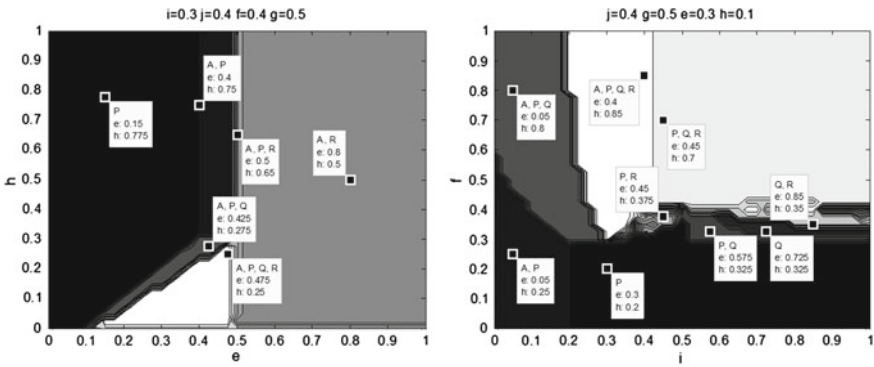 i=0.3 j=0.4 f=0.4 g=0.5
1
0.9
0.8
0.7
0.6
0.5
0.4
0.3
0.2
0.1
0
h
0
0.1
0.2
0.3
0.4
0.5
0.6
0.7
0.8
0.9
1
e
P
e: 0.15
h: 0.775
A, P
e: 0.4
h: 0.75
A, P, R
e: 0.5
h: 0.65
A, R
e: 0.8
h: 0.5
A, P, Q
e: 0.425
h: 0.275
A, P, Q, R
e: 0.475
h: 0.25
j=0.4 g=0.5 e=0.3 h=0.1
1
0.9
0.8
0.7
0.6
0.5
0.4
0.3
0.2
0.1
0
f
0
0.1
0.2
0.3
0.4
0.5
0.6
0.7
0.8
0.9
1
i
A, P, Q
e: 0.05
h: 0.8
A, P, Q, R
e: 0.4
h: 0.85
P, Q, R
e: 0.45
h: 0.7
P, R
e: 0.45
h: 0.375
Q, R
e: 0.85
h: 0.35
A, P
e: 0.05
h: 0.25
P
e: 0.3
h: 0.2
P, Q
e: 0.575
h: 0.325
Q
e: 0.725
h: 0.325